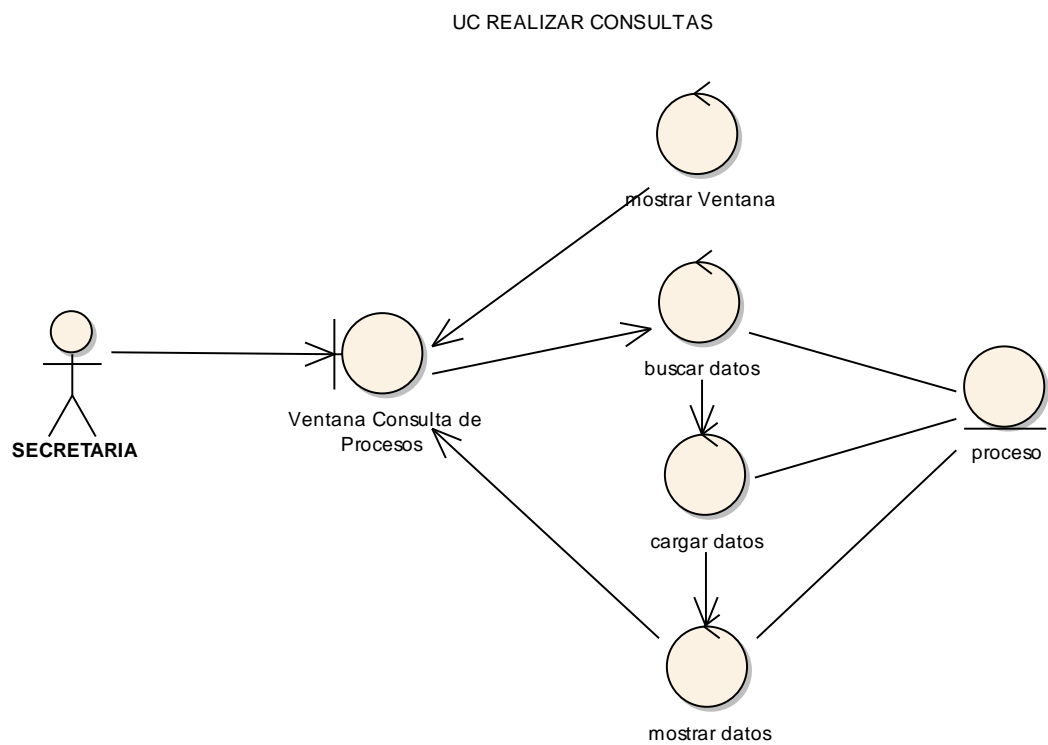 UC REALIZAR CONSULTAS
mostrar Ventana
buscar datos
Ventana Consulta de
Procesos
SECRETARIA
proceso
cargar datos
mostrar datos